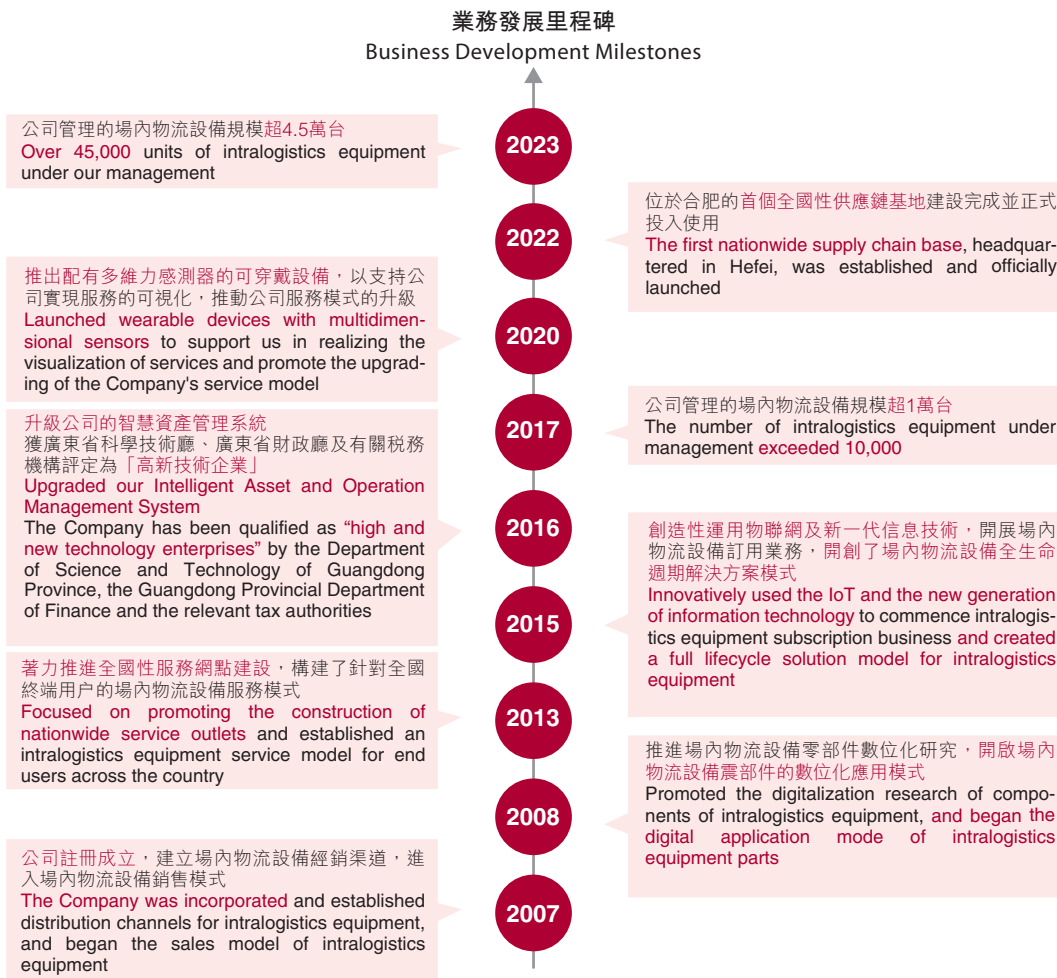 業務發展里程碑
Business Development Milestones
2023
公司管理的場內物流設備規模超4.5萬台
Over 45,000 units of intralogistics equipment
under our management
2022
位於合肥的首個全國性供應鏈基地建設完成並正式
投入使用
The first nationwide supply chain base, headquar-
tered in Hefei, was established and officially
launched
2020
推出配有多維力感測器的可穿戴設備，以支持公
司實現服務的可視化，推動公司服務模式的升級
Launched wearable devices with multidimen-
sional sensors to support us in realizing the
visualization of services and promote the upgrad-
ing of the Company's service model
2017
公司管理的場內物流設備規模超1萬台
The number of intralogistics equipment under
management exceeded 10,000
2016
升級公司的智慧資產管理系統
獲廣東省科學技術廳、廣東省財政廳及有關稅務
機構評定為「高新技術企業」
Upgraded our Intelligent Asset and Operation
Management System
The Company has been qualified as “high and
new technology enterprises” by the Department
of Science and Technology of Guangdong
Province, the Guangdong Provincial Department
of Finance and the relevant tax authorities
2015
創造性運用物聯網及新一代信息技術，開展場內
物流設備訂用業務，開創了場內物流設備全生命
週期解決方案模式
Innovatively used the IoT and the new generation
of information technology to commence intralogis-
tics equipment subscription business and created
a full lifecycle solution model for intralogistics
equipment
2013
著力推進全國性服務網點建設，構建了針對全國
終端用户的場內物流設備服務模式
Focused on promoting the construction of
nationwide service outlets and established an
intralogistics equipment service model for end
users across the country
2008
推進場內物流設備零部件數位化研究，開啟場內
物流設備震部件的數位化應用模式
Promoted the digitalization research of compo-
nents of intralogistics equipment, and began the
digital application mode of intralogistics
equipment parts
2007
公司註冊成立，建立場內物流設備經銷渠道，進
入場內物流設備銷售模式
The Company was incorporated and established
distribution channels for intralogistics equipment,
and began the sales model of intralogistics
equipment